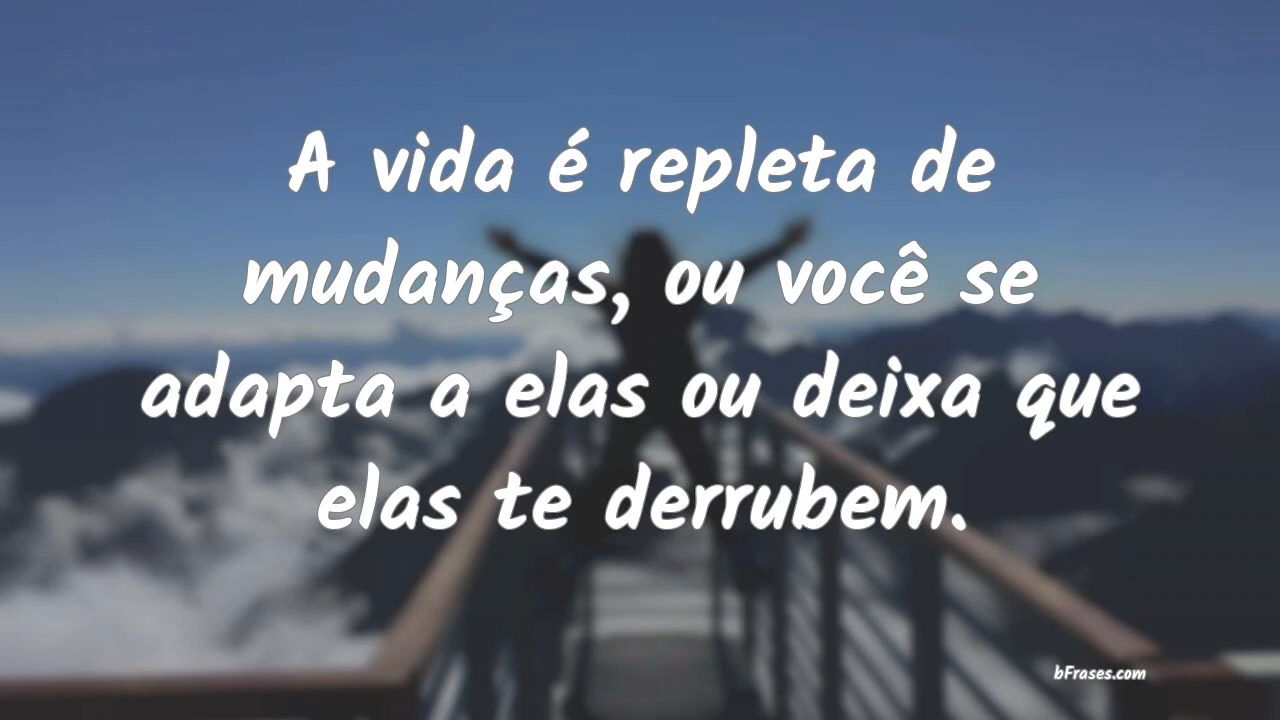 A vida é repleta de
mudanças, ou você se
adapta a elas ou deixa que
elas te derrubem.
bFrases.com